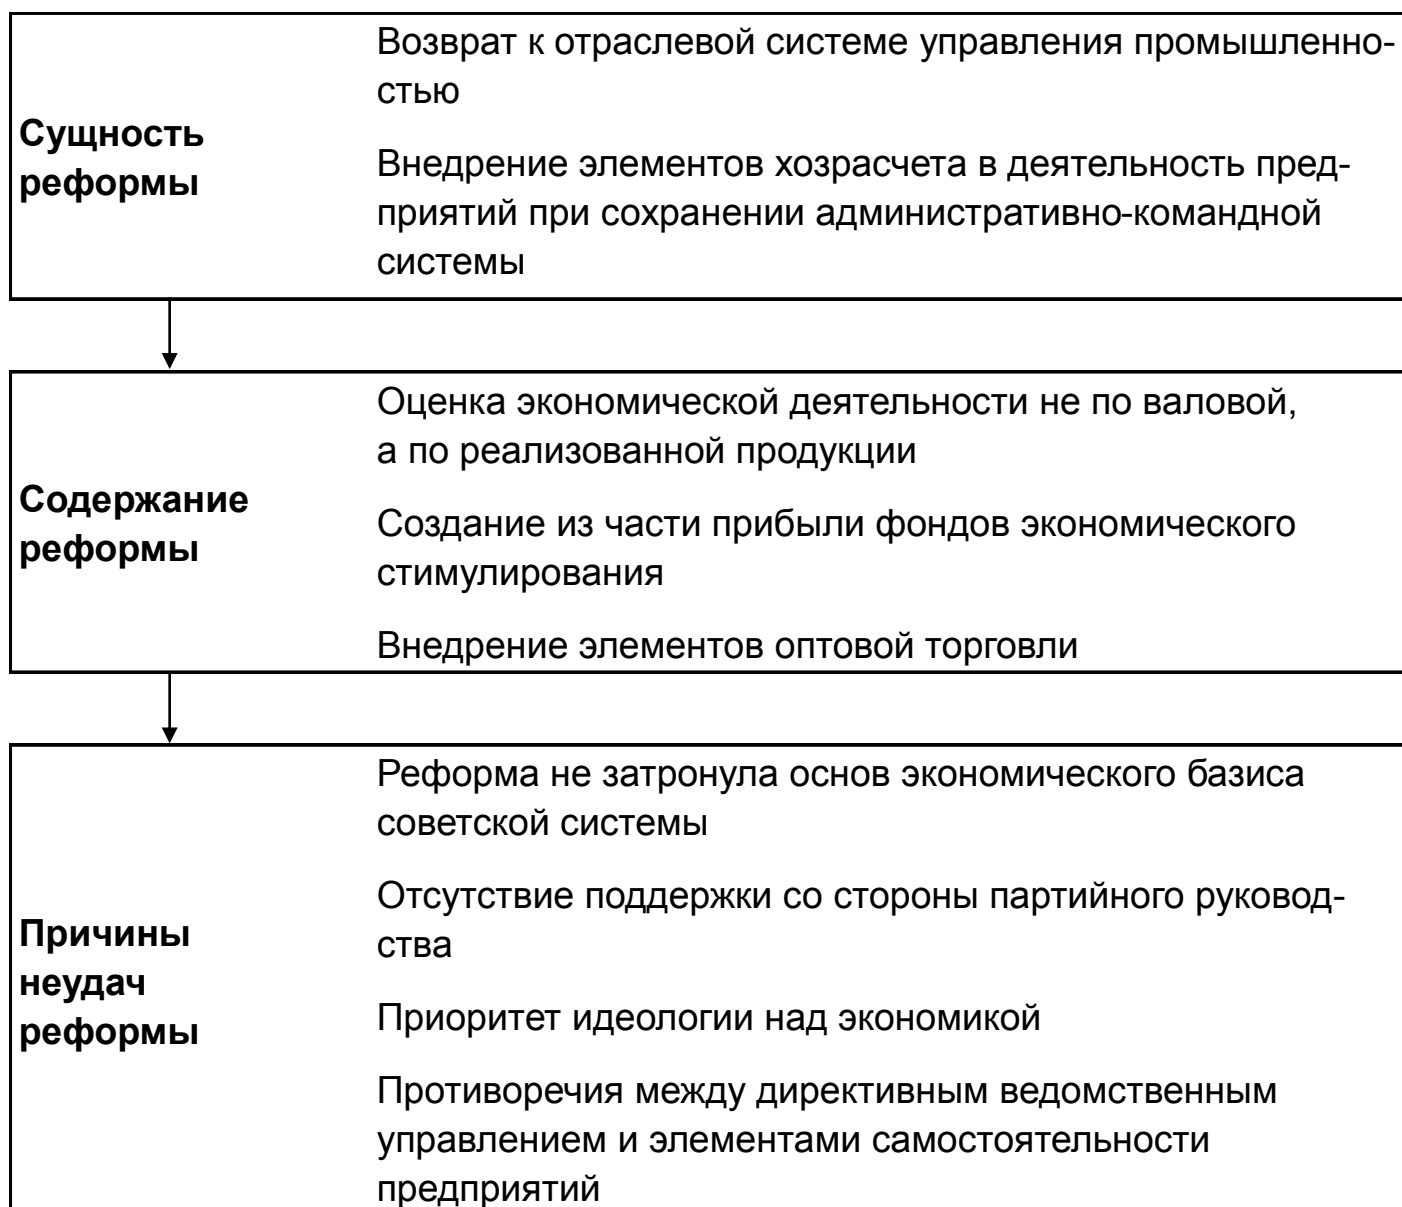 Сущность
реформы
Возврат к отраслевой системе управления промышленно-
стью
Внедрение элементов хозрасчета в деятельность пред-
приятий при сохранении административно-командной
системы
Содержание
реформы
Оценка экономической деятельности не по валовой,
а по реализованной продукции
Создание из части прибыли фондов экономического
стимулирования
Внедрение элементов оптовой торговли
Причины
неудач
реформы
Реформа не затронула основ экономического базиса
советской системы
Отсутствие поддержки со стороны партийного руковод-
ства
Приоритет идеологии над экономикой
Противоречия между директивным ведомственным
управлением и элементами самостоятельности
предприятий